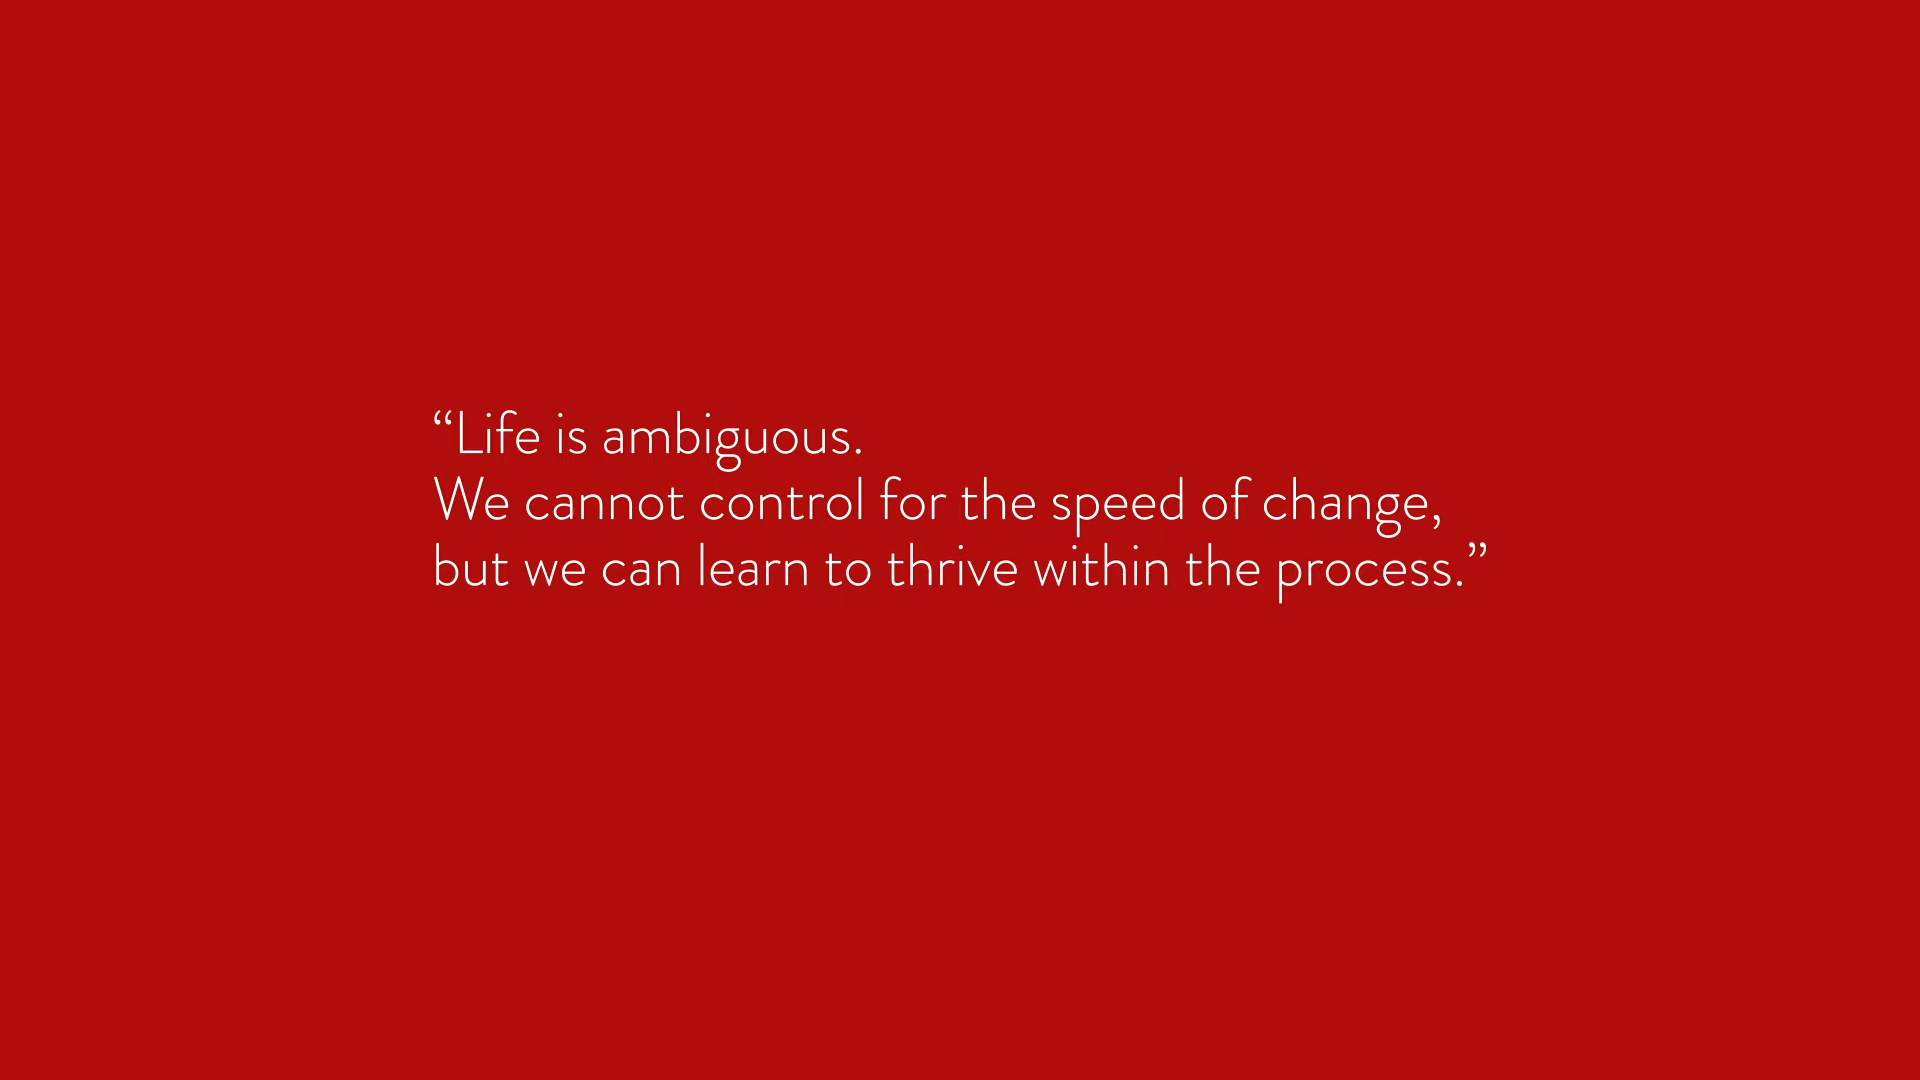 “Life is ambiguous.
We cannot control for the speed of change,
but we can learn to thrive within the process.”